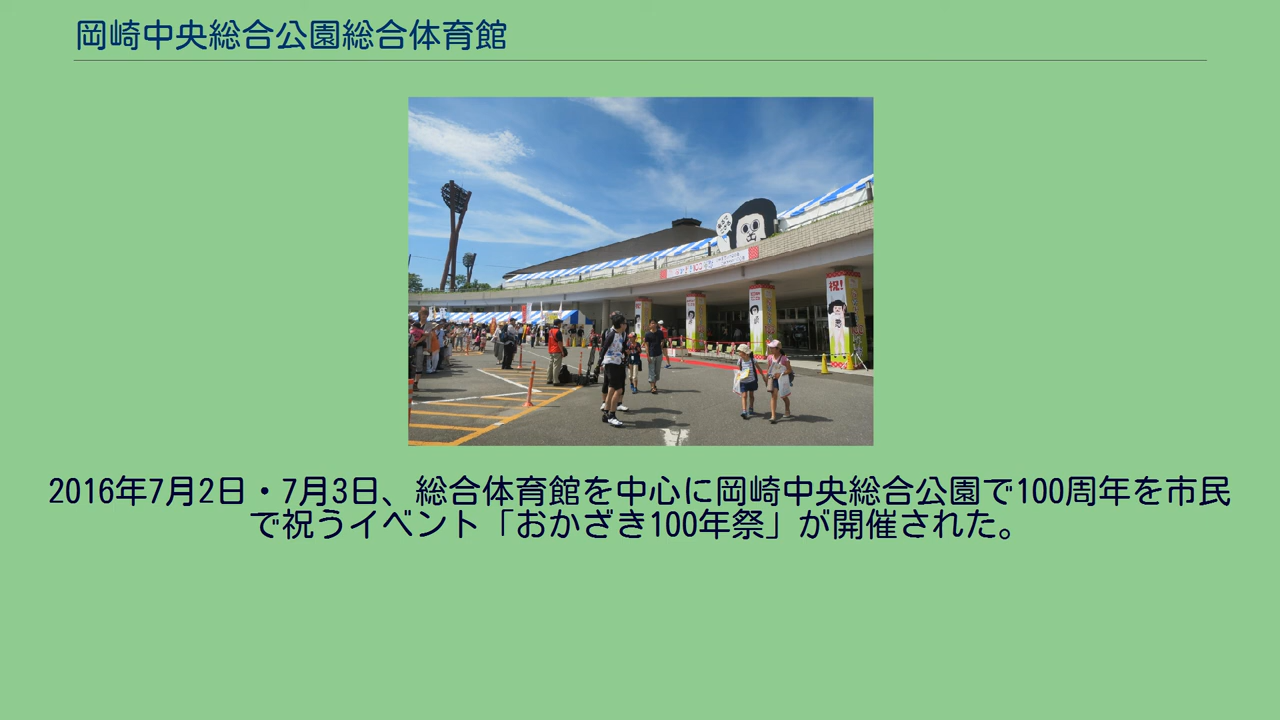 岡崎中央総合公園総合体育館
祝!
2016年7月2日・7月3日、総合体育館を中心に岡崎中央総合公園で100周年を市民
で祝うイベント「おかざき100年祭」が開催された。